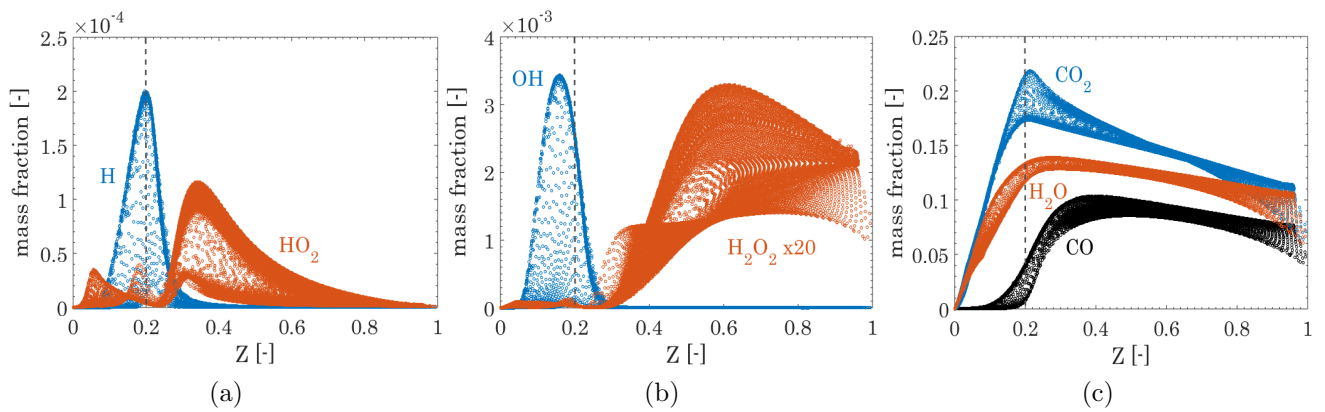 ×10⁻⁴
2.5
2
1.5
1
0.5
0
mass fraction [-]
H
HO₂
0 0.2 0.4 0.6 0.8 1
Z [-]
(a)
×10⁻³
4
3
2
1
0
mass fraction [-]
OH
H₂O₂ x20
0 0.2 0.4 0.6 0.8 1
Z [-]
(b)
0.25
0.20
0.15
0.10
0.05
0
mass fraction [-]
CO₂
H₂O
CO
0 0.2 0.4 0.6 0.8 1
Z [-]
(c)